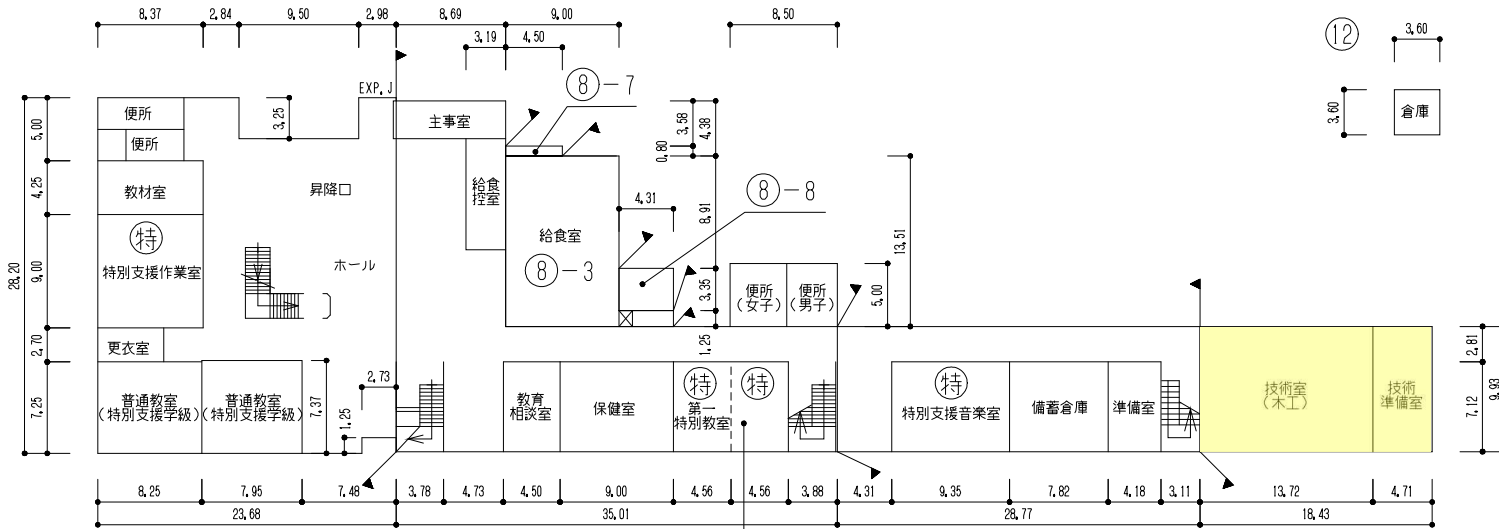 8.37 2.84 9.50 2.98 8.69 9.00 8.50
3.19 4.50
⑫ 3.60
3.60
倉庫
EXP.J
⑧-7
便所
便所
3.25
主事室
3.58
4.38
0.80
28.20
5.00
4.25
9.00
2.70
7.25
教材室
昇降口
給食
控室
4.31
⑧-8
8.91
13.51
特
特別支援作業室
ホール
給食室
⑧-3
3.35
便所
(女子)
便所
(男子)
5.00
更衣室
1.25
2.73
普通教室
(特別支援学級)
普通教室
(特別支援学級)
7.37
1.25
教育
相談室
保健室
特
第一
特別教室
特
特
特別支援音楽室
備蓄倉庫
準備室
技術室
(木工)
技術
準備室
2.81
7.12
9.93
8.25 7.95 7.48 3.78 4.73 4.50 9.00 4.56 4.56 3.88 4.31 9.35 7.82 4.18 3.11 13.72 4.71
23.68 35.01 28.77 18.43